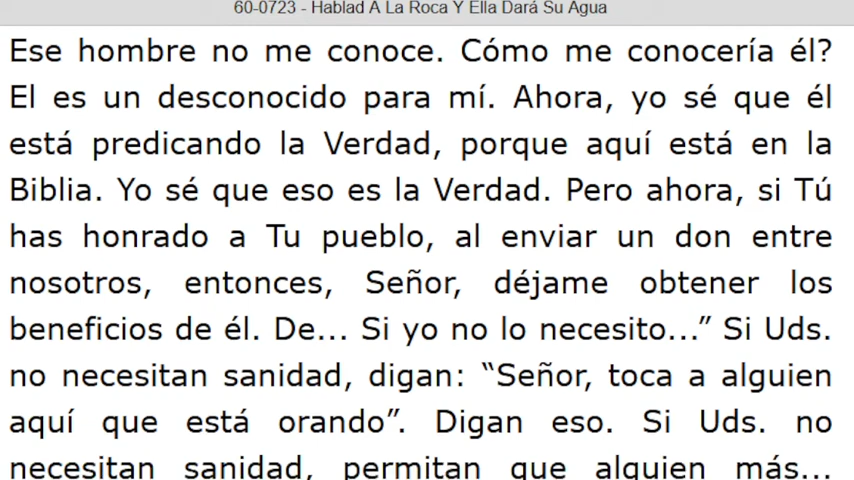 60-0723 - Hablad A La Roca Y Ella Dará Su Agua
Ese hombre no me conoce. Cómo me conocería él?
El es un desconocido para mí. Ahora, yo sé que él
está predicando la Verdad, porque aquí está en la
Biblia. Yo sé que eso es la Verdad. Pero ahora, si Tú
has honrado a Tu pueblo, al enviar un don entre
nosotros, entonces, Señor, déjame obtener los
beneficios de él. De... Si yo no lo necesito...” Si Uds.
no necesitan sanidad, digan: “Señor, toca a alguien
aquí que está orando”. Digan eso. Si Uds. no
necesitan sanidad, permitan que alguien más...